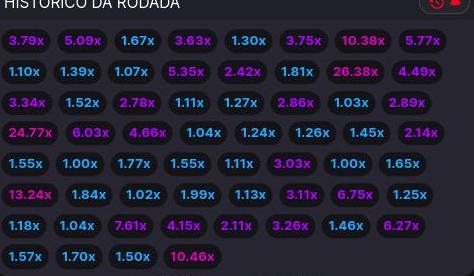 HISTÓRICO DA RODADA
3.79x 5.09x 1.67x 3.63x 1.30x 3.75x 10.38x 5.77x
1.10x 1.39x 1.07x 5.35x 2.42x 1.81x 26.38x 4.49x
3.34x 1.52x 2.78x 1.11x 1.27x 2.86x 1.03x 2.89x
24.77x 6.03x 4.66x 1.04x 1.24x 1.26x 1.45x 2.14x
1.55x 1.00x 1.77x 1.55x 1.11x 3.03x 1.00x 1.65x
13.24x 1.84x 1.02x 1.99x 1.13x 3.11x 6.75x 1.25x
1.18x 1.04x 7.61x 4.15x 2.11x 3.26x 1.46x 6.27x
1.57x 1.70x 1.50x 10.46x